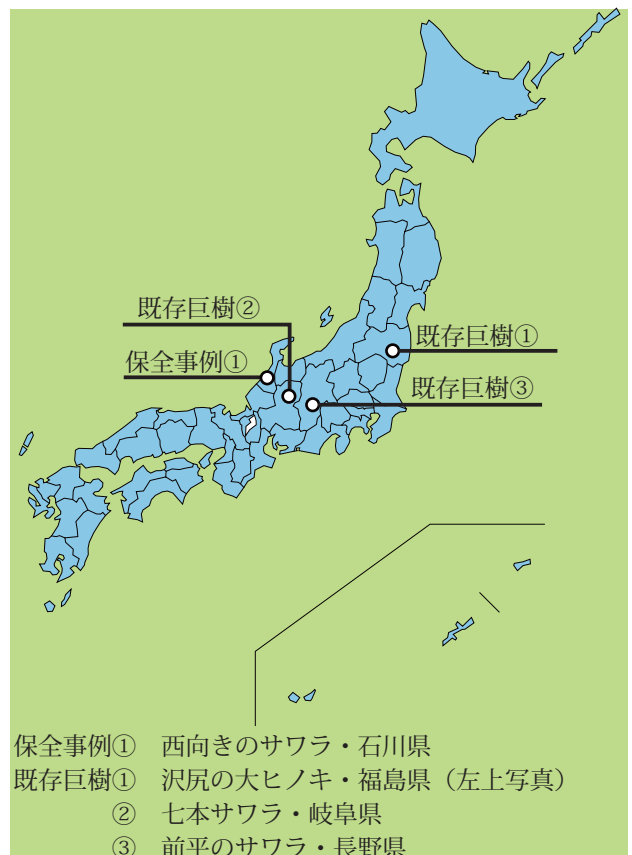 既存巨樹②
既存巨樹①
保全事例①
既存巨樹③
保全事例① 西向きのサワラ・石川県
既存巨樹① 沢尻の大ヒノキ・福島県（左上写真）
② 七本サワラ・岐阜県
③ 前平のサワラ・長野県